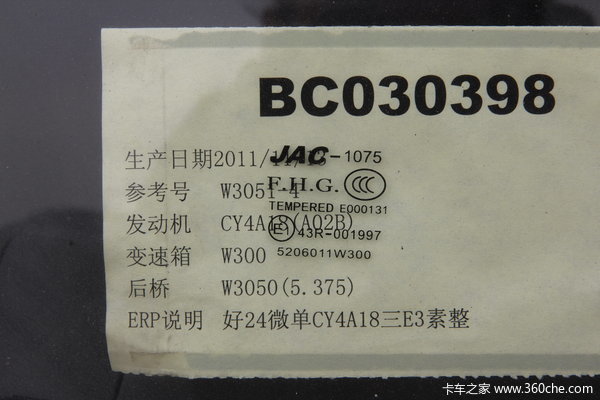 BC030398
生产日期2011/11/
JAC-1075
参考号 W3051-4
F.H.G. CCC
TEMPERED E000131
发动机 CY4A18(A02B)
E1 43R-001997
变速箱 W300
5206011W300
后桥 W3050(5.375)
ERP说明 好24微单CY4A18三E3素整
卡车之家 www.360che.com